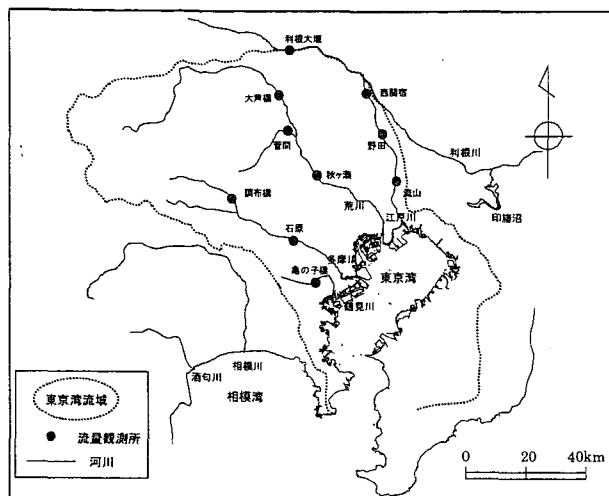 利根大堰
大芦橋
西関宿
菅間
野田
利根川
秋ヶ瀬
流山
調布橋
荒川
江戸川
印旛沼
石原
多摩川
亀の子橋
東京湾
鶴見川
相模川
酒匂川
相模湾
東京湾流域
流量観測所
河川
0 20 40km